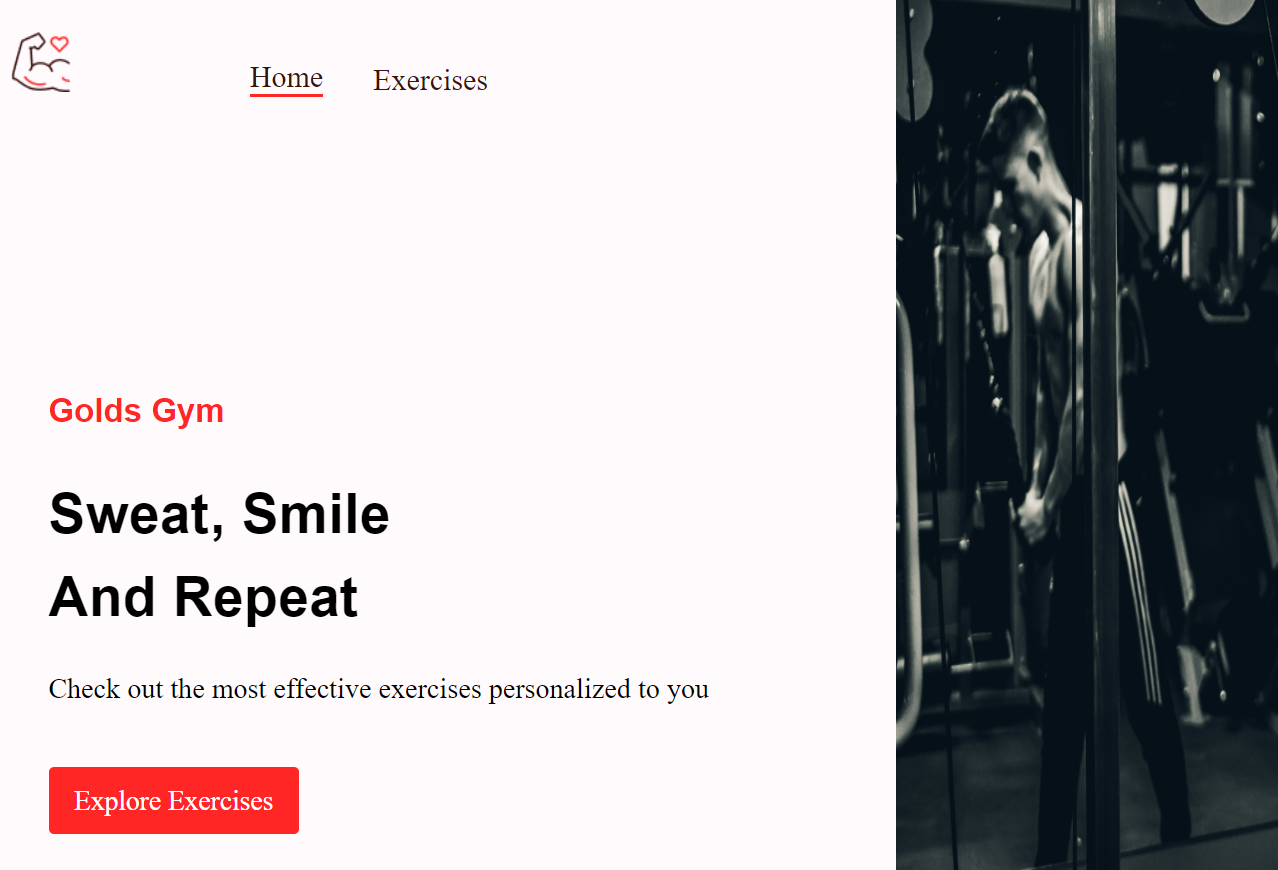 Home
Exercises
Golds Gym
Sweat, Smile
And Repeat
Check out the most effective exercises personalized to you
Explore Exercises